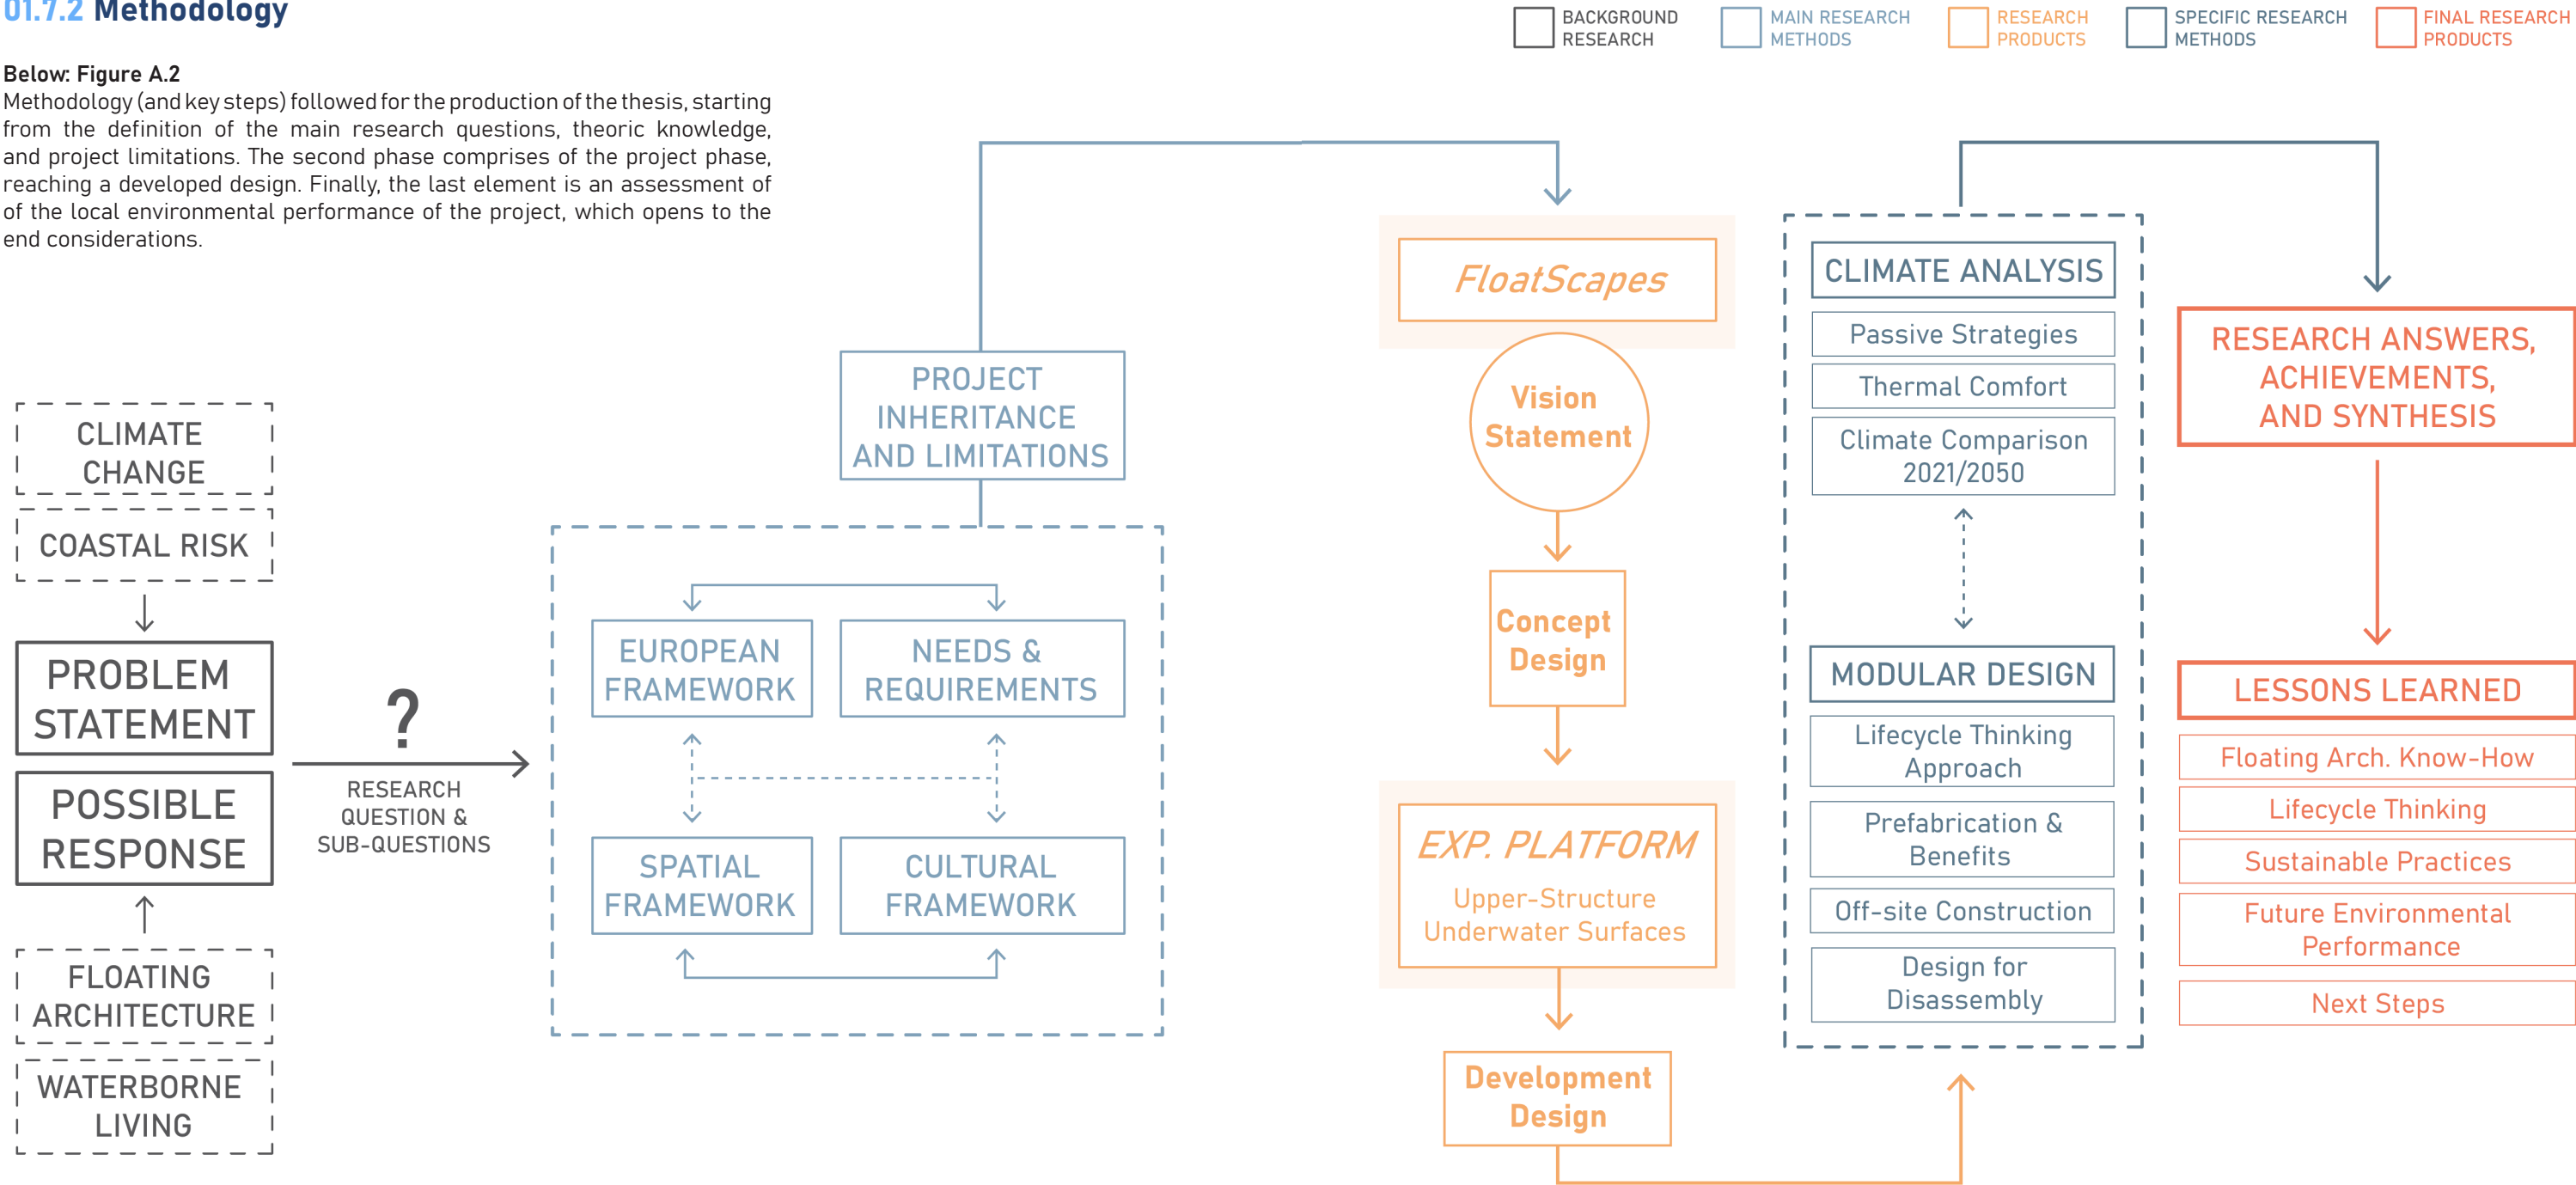 01.7.2 Methodology
BACKGROUND
RESEARCH
MAIN RESEARCH
METHODS
RESEARCH
PRODUCTS
SPECIFIC RESEARCH
METHODS
FINAL RESEARCH
PRODUCTS
Below: Figure A.2
Methodology (and key steps) followed for the production of the thesis, starting
from the definition of the main research questions, theoric knowledge,
and project limitations. The second phase comprises of the project phase,
reaching a developed design. Finally, the last element is an assessment of
of the local environmental performance of the project, which opens to the
end considerations.
CLIMATE
CHANGE
COASTAL RISK
PROBLEM
STATEMENT
POSSIBLE
RESPONSE
FLOATING
ARCHITECTURE
WATERBORNE
LIVING
?
RESEARCH
QUESTION &
SUB-QUESTIONS
PROJECT
INHERITANCE
AND LIMITATIONS
EUROPEAN
FRAMEWORK
NEEDS &
REQUIREMENTS
SPATIAL
FRAMEWORK
CULTURAL
FRAMEWORK
FloatScapes
Vision
Statement
Concept
Design
EXP. PLATFORM
Upper-Structure
Underwater Surfaces
Development
Design
CLIMATE ANALYSIS
Passive Strategies
Thermal Comfort
Climate Comparison
2021/2050
MODULAR DESIGN
Lifecycle Thinking
Approach
Prefabrication &
Benefits
Off-site Construction
Design for
Disassembly
RESEARCH ANSWERS,
ACHIEVEMENTS,
AND SYNTHESIS
LESSONS LEARNED
Floating Arch. Know-How
Lifecycle Thinking
Sustainable Practices
Future Environmental
Performance
Next Steps